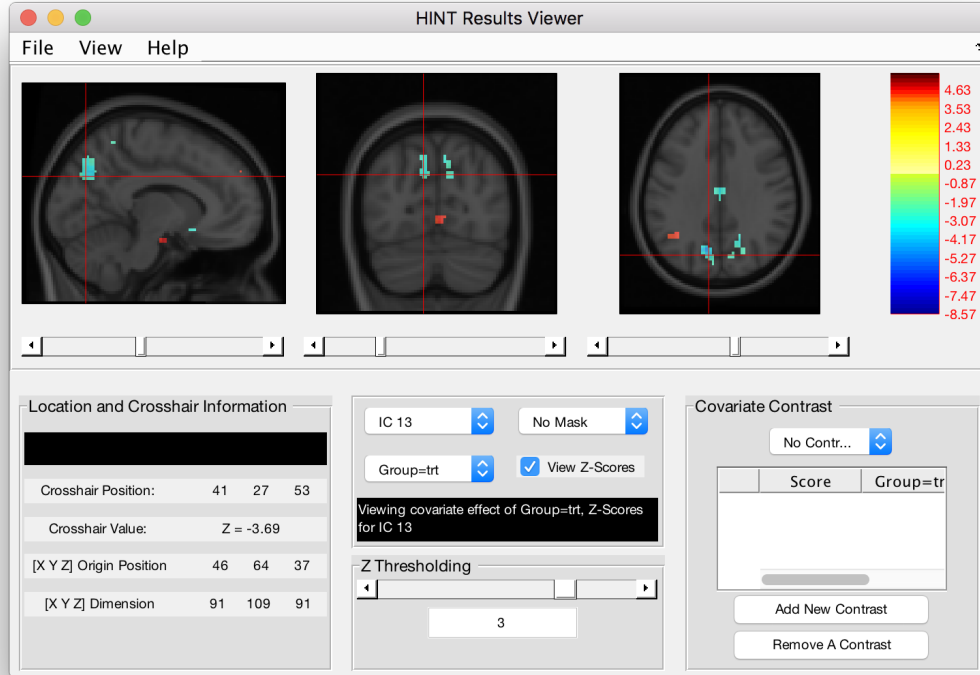 HINT Results Viewer
File View Help
4.63
3.53
2.43
1.33
0.23
-0.87
-1.97
-3.07
-4.17
-5.27
-6.37
-7.47
-8.57
Location and Crosshair Information
Crosshair Position: 41 27 53
Crosshair Value: Z = -3.69
[X Y Z] Origin Position 46 64 37
[X Y Z] Dimension 91 109 91
IC 13 No Mask
Group=trt View Z-Scores
Viewing covariate effect of Group=trt, Z-Scores
for IC 13
Z Thresholding
3
Covariate Contrast
No Contr...
Score Group=tr
Add New Contrast
Remove A Contrast